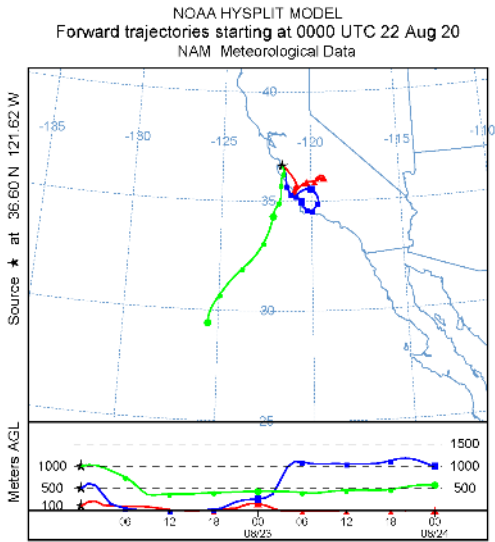 NOAA HYSPLIT MODEL
Forward trajectories starting at 0000 UTC 22 Aug 20
NAM Meteorological Data
Source ★ at 36.60 N 121.62 W
-135
-130
-125
-120
-115
-110
40
35
30
25
Meters AGL
1500
1000
1000
500
500
100
06 12 18 00 06 12 18 00
08/23 08/24